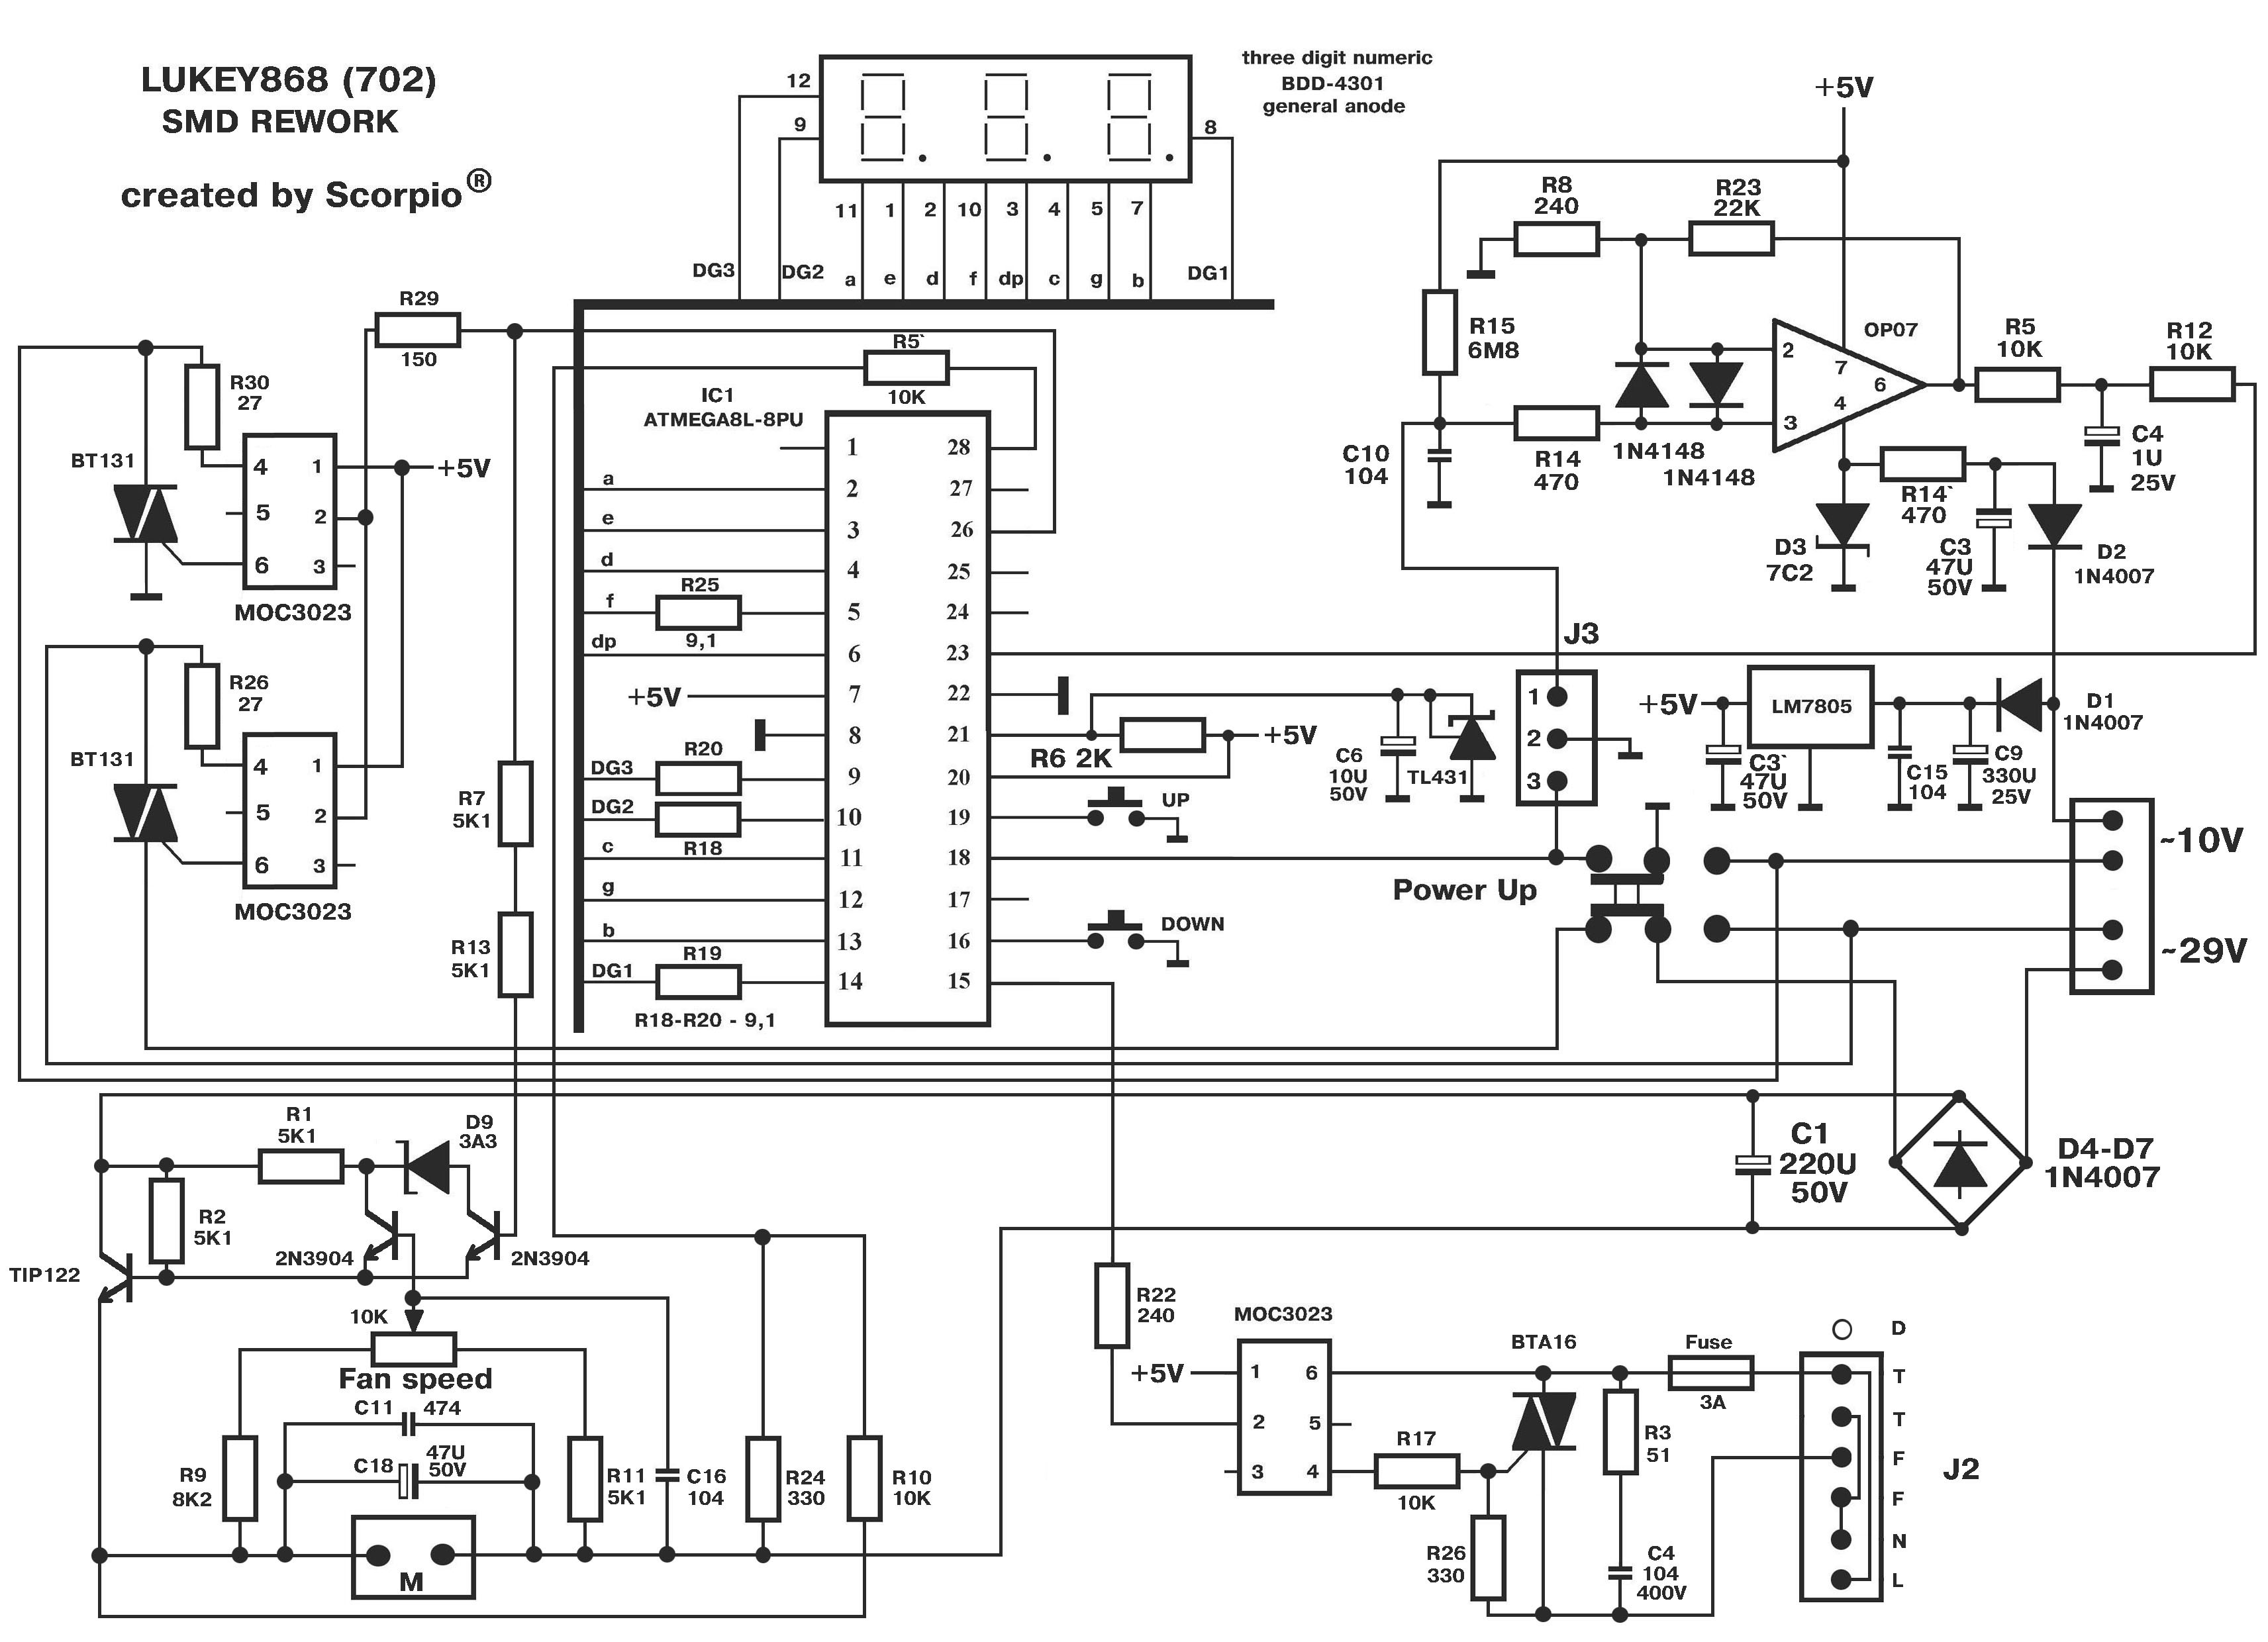 LUKEY868 (702)
SMD REWORK
created by Scorpio ®
three digit numeric
BDD-4301
general anode
12
9
8
11 1 2 10 3 4 5 7
DG3 DG2 a e d f dp c g b DG1
R29
150
R5`
10K
IC1
ATMEGA8L-8PU
R30
27
BT131
4 1 +5V
5 2
6 3
MOC3023
R26
27
BT131
4 1
5 2
6 3
MOC3023
R7
5K1
R13
5K1
1 28
a 2 27
e 3 26
d 4 25
f R25 9,1 5 24
dp 6 23
+5V 7 22
8 21
DG3 R20 9 20
DG2 R18 10 19
c 11 18
g 12 17
b 13 16
DG1 R19 14 15
R18-R20 - 9,1
R6 2K
+5V
C6
10U
50V
TL431
UP
DOWN
Power Up
+5V
R8
240
R23
22K
R15
6M8
OP07
2 7 6
3 4
R5
10K
R12
10K
C10
104
R14
470
1N4148
1N4148
C4
1U
25V
R14`
470
D3
7C2
C3
47U
50V
D2
1N4007
J3
1
2
3
+5V
LM7805
D1
1N4007
C3`
47U
50V
C15
104
C9
330U
25V
~10V
~29V
C1
220U
50V
D4-D7
1N4007
R1
5K1
D9
3A3
R2
5K1
2N3904
2N3904
TIP122
10K
Fan speed
C11 474
C18 47U
50V
R9
8K2
R11
5K1
C16
104
R24
330
R10
10K
M
R22
240
MOC3023
+5V 1 6
2 5
3 4
BTA16
Fuse
3A
R3
51
R17
10K
R26
330
C4
104
400V
D
T
T
F
F
N
L
J2